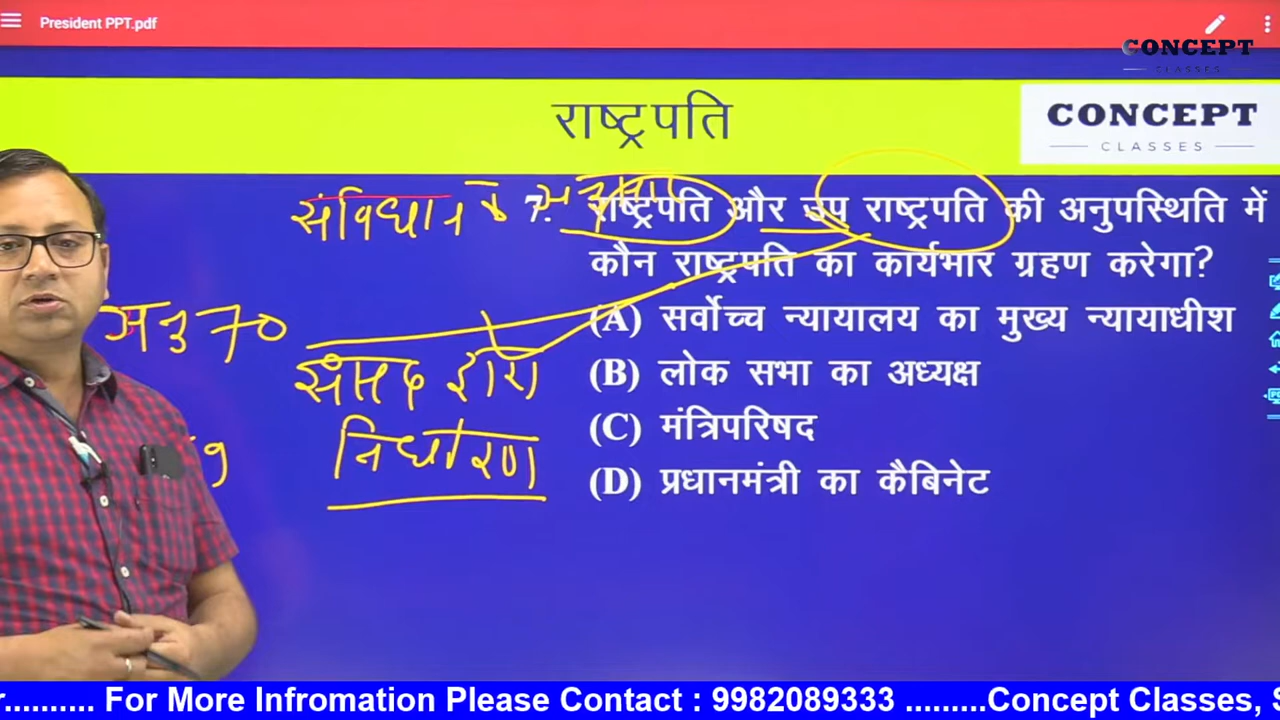 President PPT.pdf
CONCEPT
CLASSES
राष्ट्रपति
CONCEPT
CLASSES
संविधान में
7. राष्ट्रपति और उप राष्ट्रपति की अनुपस्थिति में
कौन राष्ट्रपति का कार्यभार ग्रहण करेगा?
(A) सर्वोच्च न्यायालय का मुख्य न्यायाधीश
(B) लोक सभा का अध्यक्ष
(C) मंत्रिपरिषद
(D) प्रधानमंत्री का कैबिनेट
70
संसद द्वारा
निर्धारण
r.......... For More Infromation Please Contact : 9982089333 .........Concept Classes, S